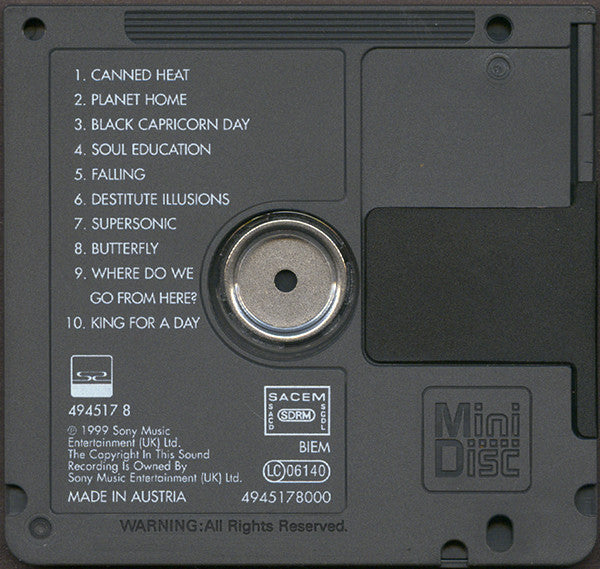 1. CANNED HEAT
2. PLANET HOME
3. BLACK CAPRICORN DAY
4. SOUL EDUCATION
5. FALLING
6. DESTITUTE ILLUSIONS
7. SUPERSONIC
8. BUTTERFLY
9. WHERE DO WE
GO FROM HERE?
10. KING FOR A DAY
494517 8
℗ 1999 Sony Music
Entertainment (UK) Ltd.
The Copyright In This Sound
Recording Is Owned By
Sony Music Entertainment (UK) Ltd.
MADE IN AUSTRIA
SACEM
SACD
SDRM
SGDL
BIEM
LC 06140
4945178000
Mini
Disc
WARNING:All Rights Reserved.